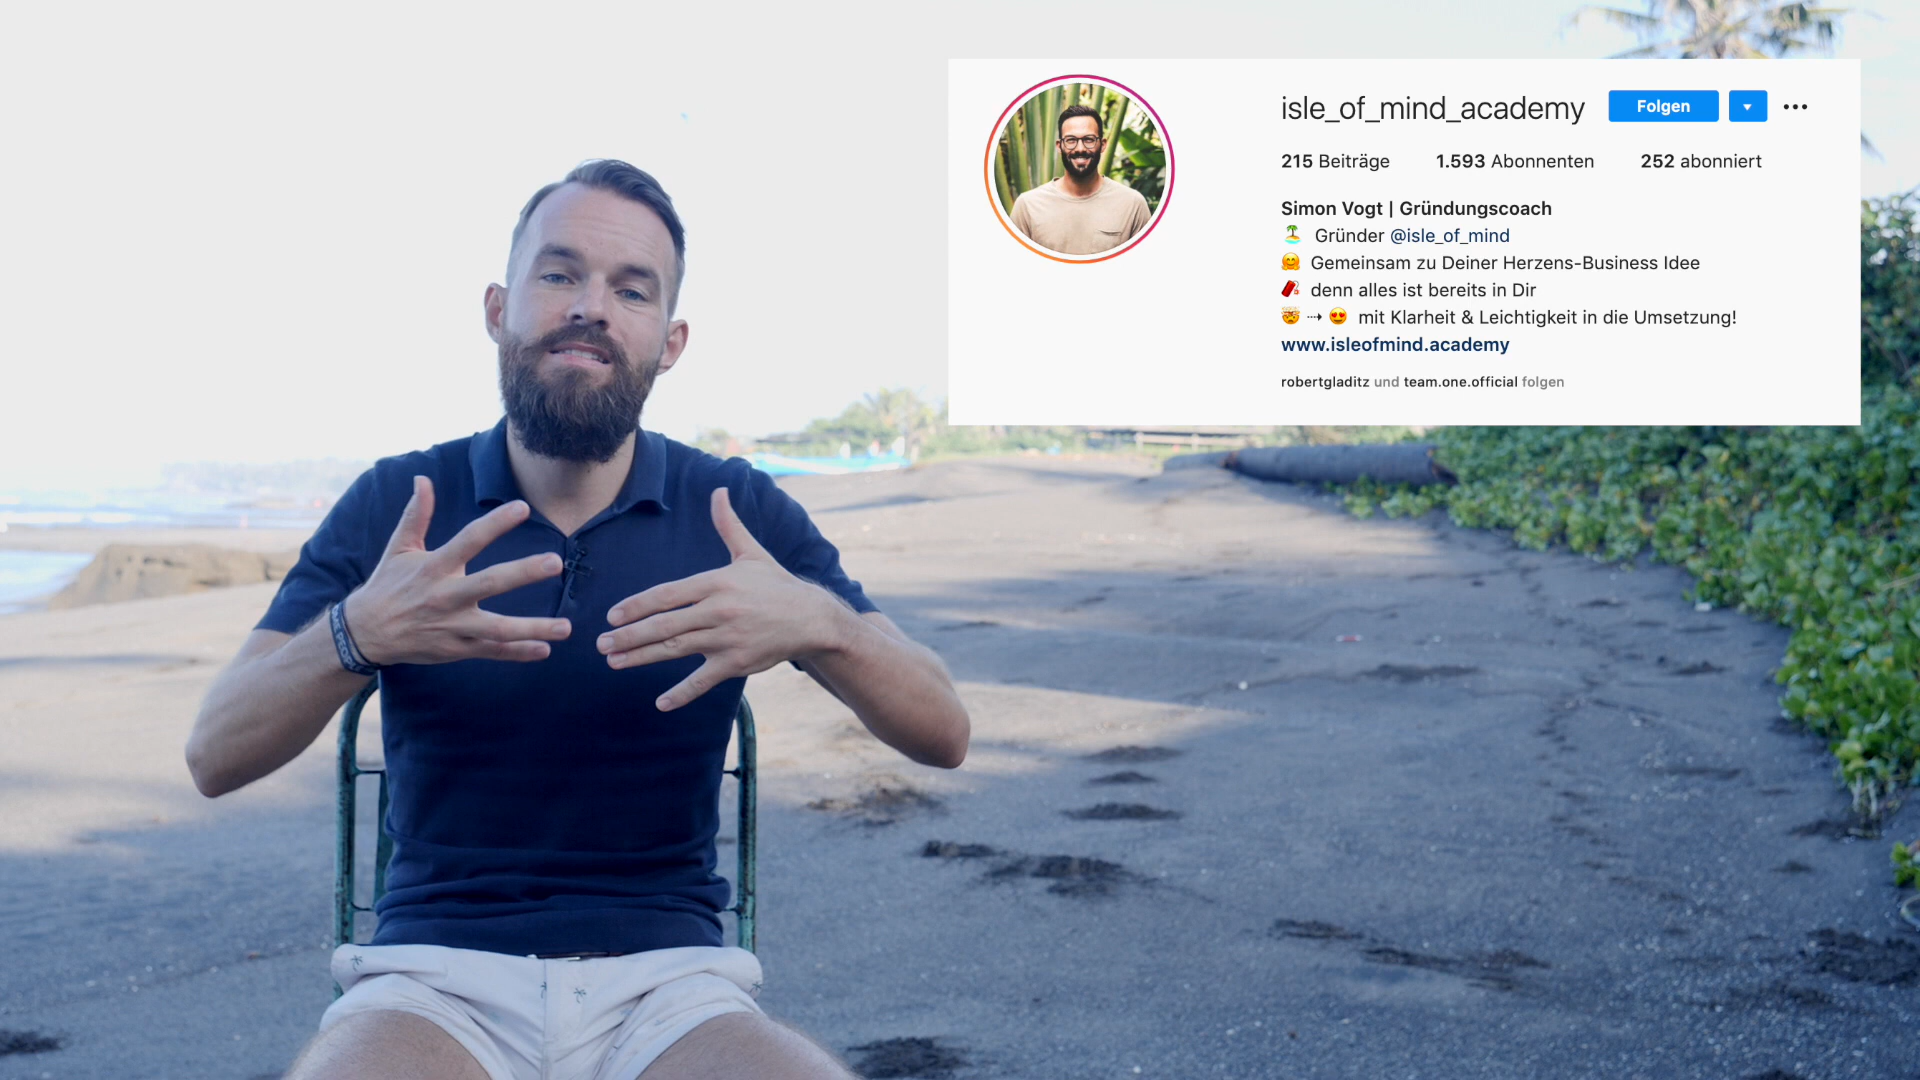 isle_of_mind_academy Folgen
215 Beiträge 1.593 Abonnenten 252 abonniert
Simon Vogt | Gründungscoach
🏝 Gründer @isle_of_mind
🤗 Gemeinsam zu Deiner Herzens-Business Idee
🧨 denn alles ist bereits in Dir
🤯 ⤑ 😍 mit Klarheit & Leichtigkeit in die Umsetzung!
www.isleofmind.academy
robertgladitz und team.one.official folgen